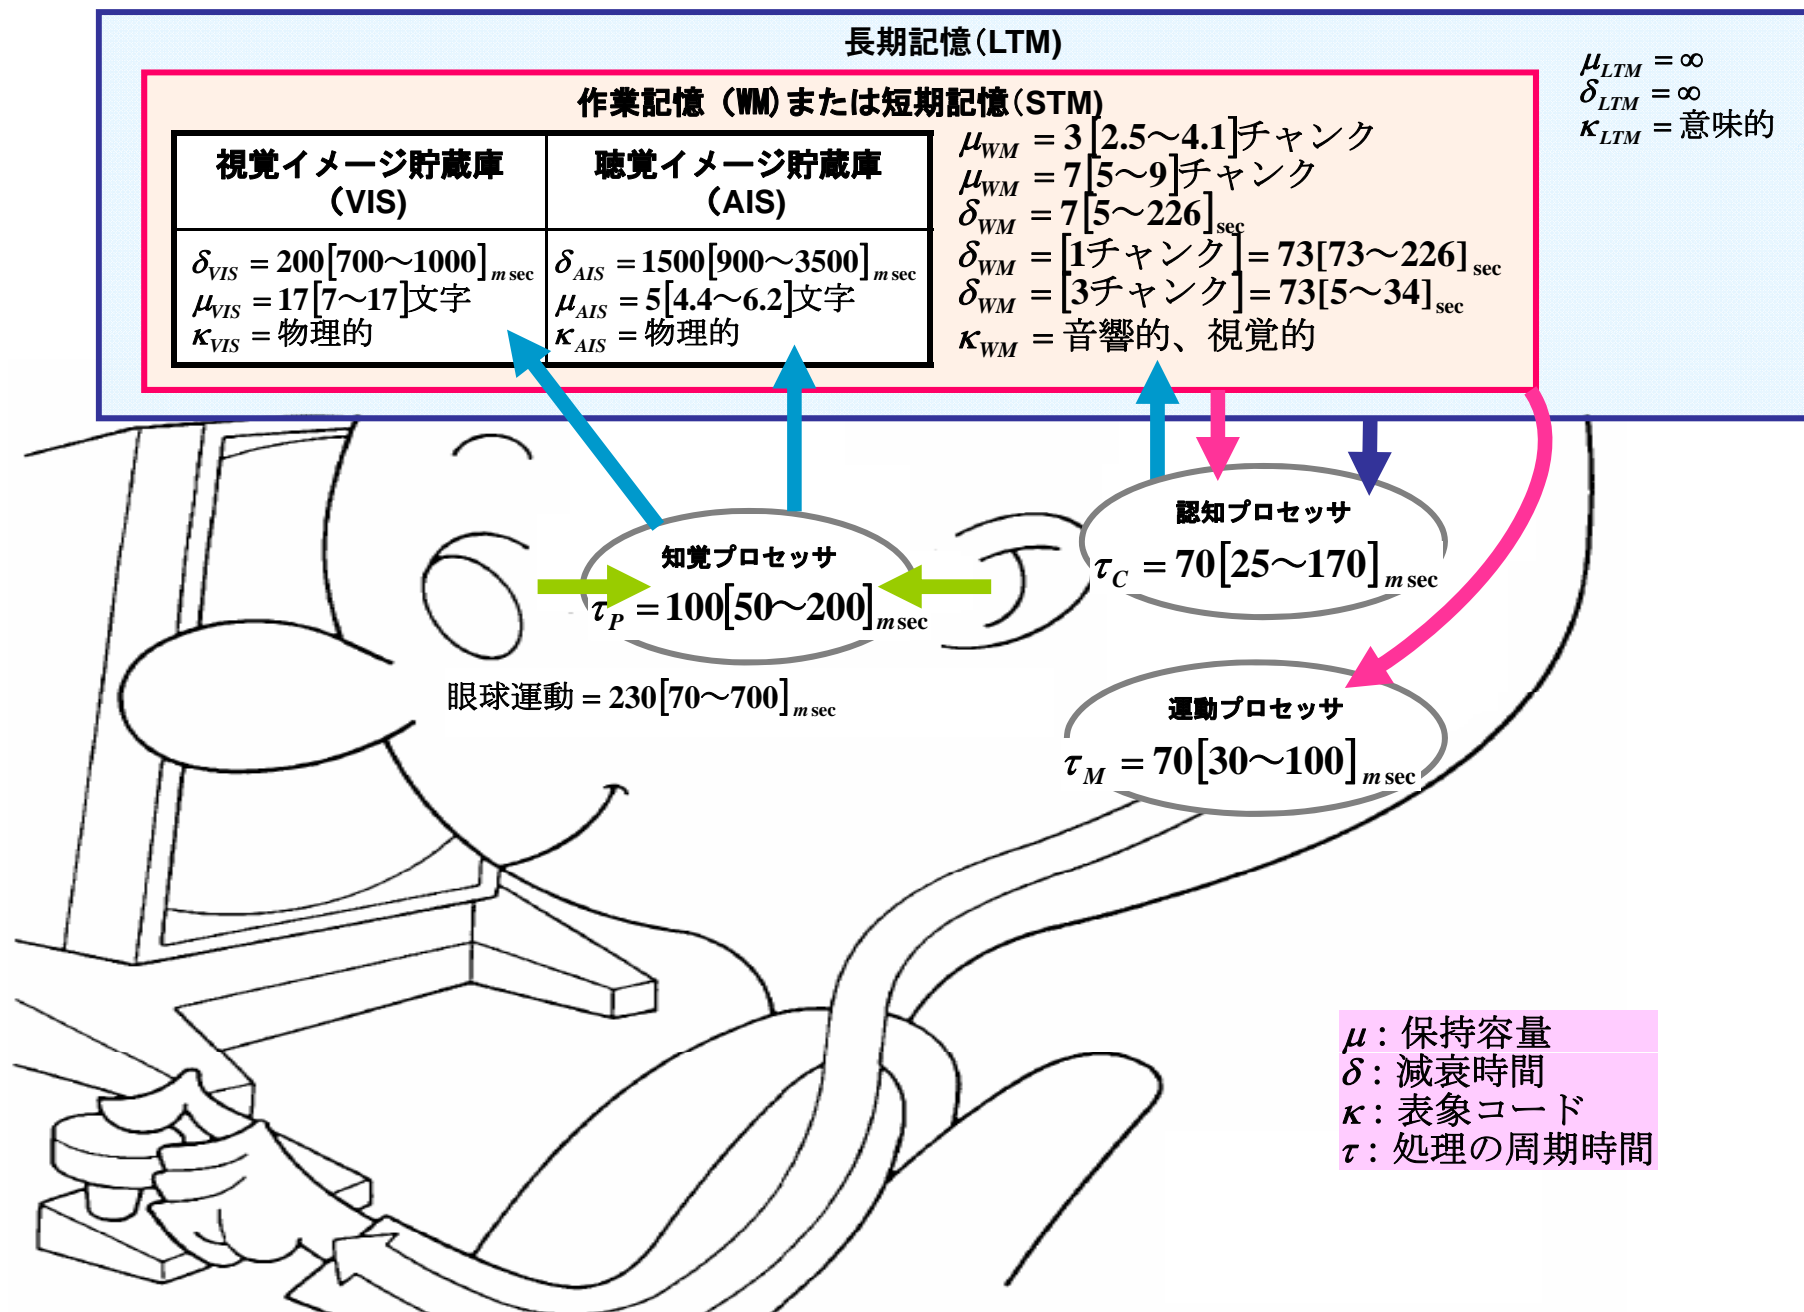 長期記憶(LTM)
μLTM = ∞
δLTM = ∞
κLTM = 意味的
作業記憶（WM)または短期記憶(STM)
視覚イメージ貯蔵庫
（VIS)
聴覚イメージ貯蔵庫
（AIS)
δVIS = 200[700〜1000]msec
μVIS = 17[7〜17]文字
κVIS = 物理的
δAIS = 1500[900〜3500]msec
μAIS = 5[4.4〜6.2]文字
κAIS = 物理的
μWM = 3[2.5〜4.1]チャンク
μWM = 7[5〜9]チャンク
δWM = 7[5〜226]sec
δWM = [1チャンク] = 73[73〜226]sec
δWM = [3チャンク] = 73[5〜34]sec
κWM = 音響的、視覚的
知覚プロセッサ
τP = 100[50〜200]msec
眼球運動 = 230[70〜700]msec
認知プロセッサ
τC = 70[25〜170]msec
運動プロセッサ
τM = 70[30〜100]msec
μ : 保持容量
δ : 減衰時間
κ : 表象コード
τ : 処理の周期時間